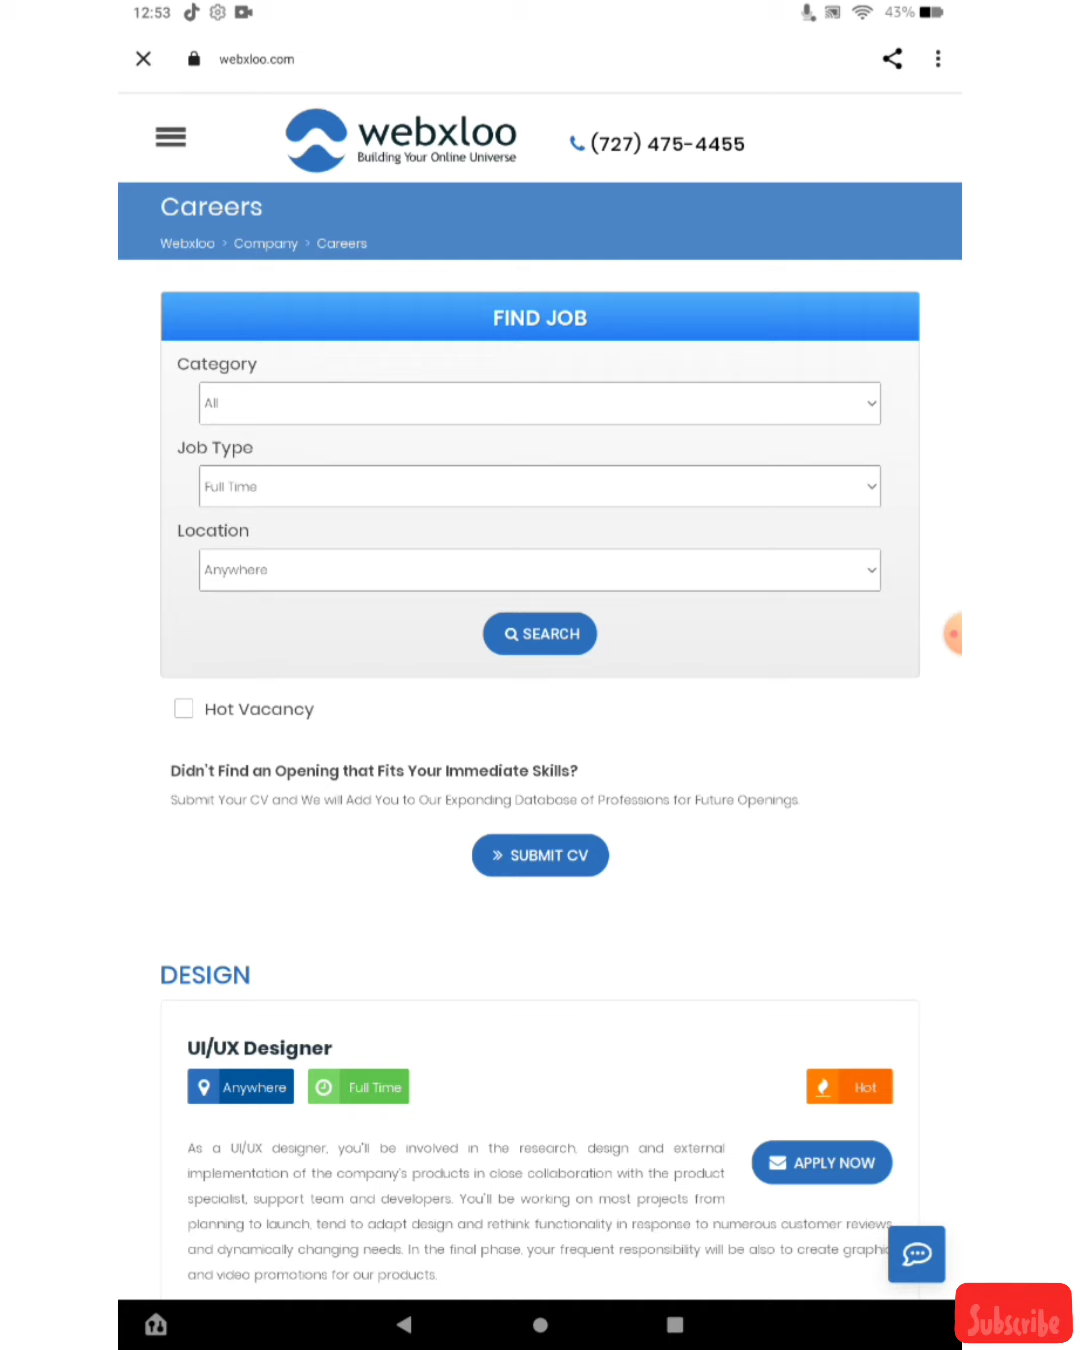 12:53
43%
webxloo.com
webxloo
Building Your Online Universe
(727) 475-4455
Careers
Webxloo > Company > Careers
FIND JOB
Category
All
Job Type
Full Time
Location
Anywhere
SEARCH
Hot Vacancy
Didn't Find an Opening that Fits Your Immediate Skills?
Submit Your CV and We will Add You to Our Expanding Database of Professions for Future Openings.
» SUBMIT CV
DESIGN
UI/UX Designer
Anywhere
Full Time
Hot
As a UI/UX designer, you'll be involved in the research, design and external
implementation of the company's products in close collaboration with the product
specialist, support team and developers. You'll be working on most projects from
APPLY NOW
planning to launch, tend to adapt design and rethink functionality in response to numerous customer reviews
and dynamically changing needs. In the final phase, your frequent responsibility will be also to create graphic
and video promotions for our products.
Subscribe